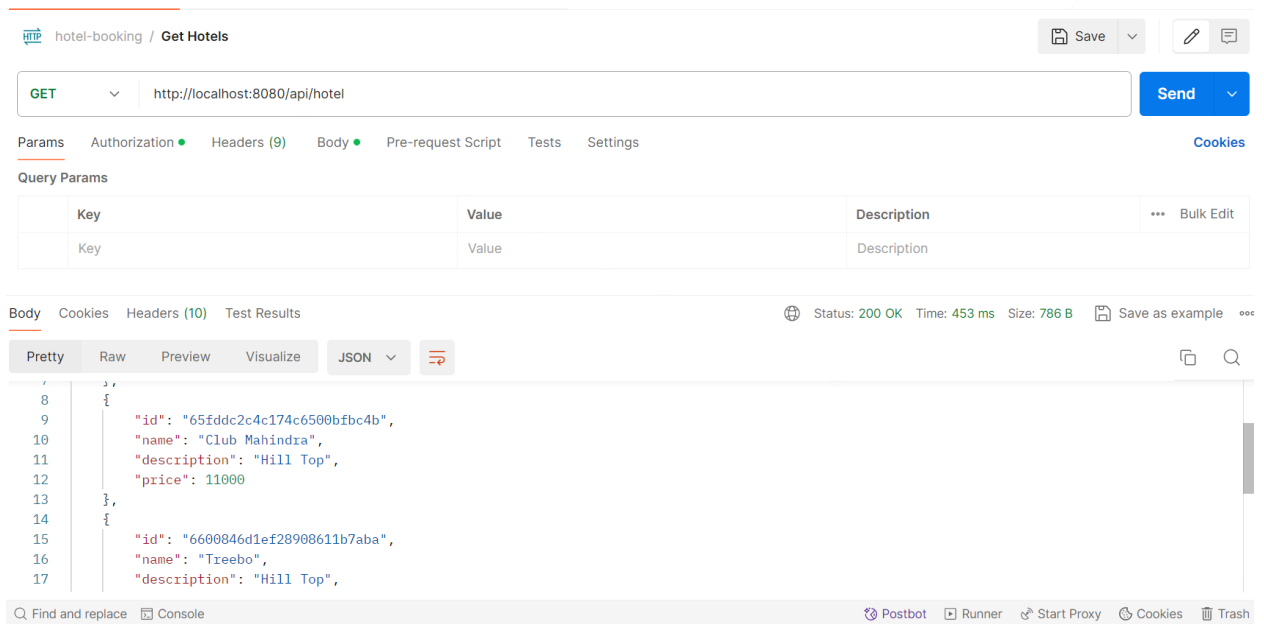 HTTP hotel-booking / Get Hotels Save
GET http://localhost:8080/api/hotel Send
Params Authorization Headers (9) Body Pre-request Script Tests Settings Cookies
Query Params
Key Value Description ••• Bulk Edit
Key Value Description
Body Cookies Headers (10) Test Results Status: 200 OK Time: 453 ms Size: 786 B Save as example
Pretty Raw Preview Visualize JSON
7 },
8 {
9 "id": "65fddc2c4c174c6500bfbc4b",
10 "name": "Club Mahindra",
11 "description": "Hill Top",
12 "price": 11000
13 },
14 {
15 "id": "6600846d1ef28908611b7aba",
16 "name": "Treebo",
17 "description": "Hill Top",
Find and replace Console Postbot Runner Start Proxy Cookies Trash